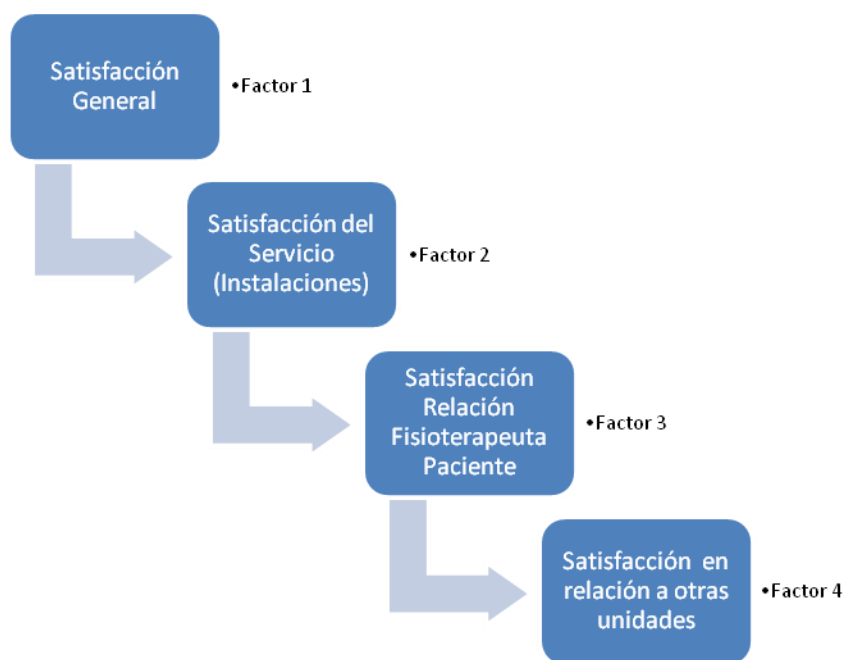 Satisfacción
General
•Factor 1
Satisfacción del
Servicio
(Instalaciones)
•Factor 2
Satisfacción
Relación
Fisioterapeuta
Paciente
•Factor 3
Satisfacción en
relación a otras
unidades
•Factor 4